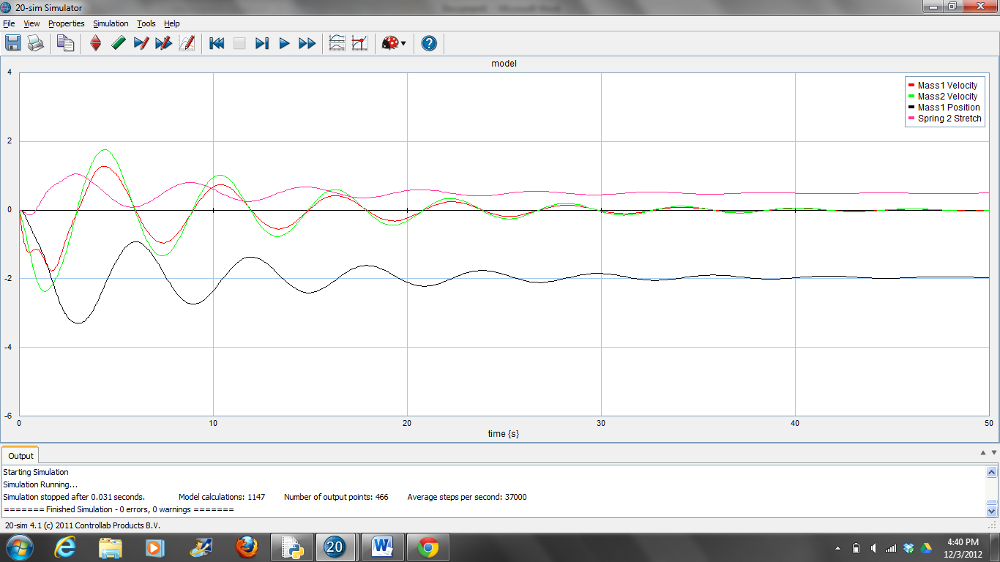 20-sim Simulator
Document1 - Microsoft Word
File View Properties Simulation Tools Help
model
4
2
0
-2
-4
-6
Mass1 Velocity
Mass2 Velocity
Mass1 Position
Spring 2 Stretch
0 10 20 30 40 50
time {s}
Output
Starting Simulation
Simulation Running...
Simulation stopped after 0.031 seconds. Model calculations: 1147 Number of output points: 466 Average steps per second: 37000
======= Finished Simulation - 0 errors, 0 warnings =======
20-sim 4.1 (c) 2011 Controllab Products B.V.
20
W
4:40 PM
12/3/2012